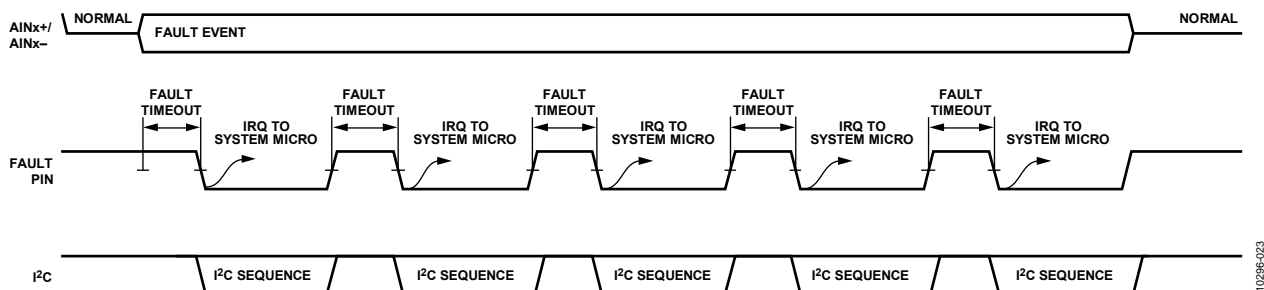 AINx+/
AINx–
NORMAL
FAULT EVENT
NORMAL
FAULT
TIMEOUT
IRQ TO
SYSTEM MICRO
FAULT
TIMEOUT
IRQ TO
SYSTEM MICRO
FAULT
TIMEOUT
IRQ TO
SYSTEM MICRO
FAULT
TIMEOUT
IRQ TO
SYSTEM MICRO
FAULT
TIMEOUT
IRQ TO
SYSTEM MICRO
FAULT
PIN
I²C
I²C SEQUENCE
I²C SEQUENCE
I²C SEQUENCE
I²C SEQUENCE
I²C SEQUENCE
10296-023